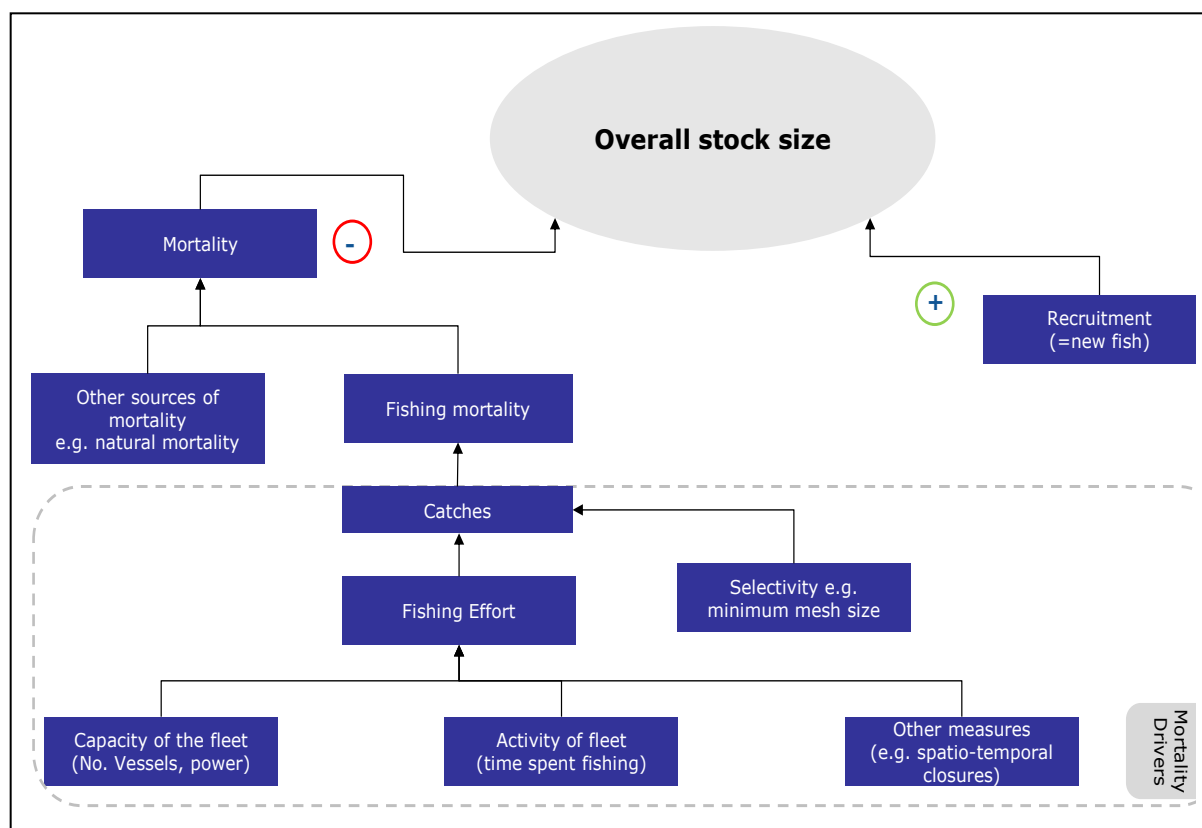 Overall stock size
Mortality
-
+
Recruitment
(=new fish)
Other sources of
mortality
e.g. natural mortality
Fishing mortality
Catches
Selectivity e.g.
minimum mesh size
Fishing Effort
Capacity of the fleet
(No. Vessels, power)
Activity of fleet
(time spent fishing)
Other measures
(e.g. spatio-temporal
closures)
Mortality
Drivers